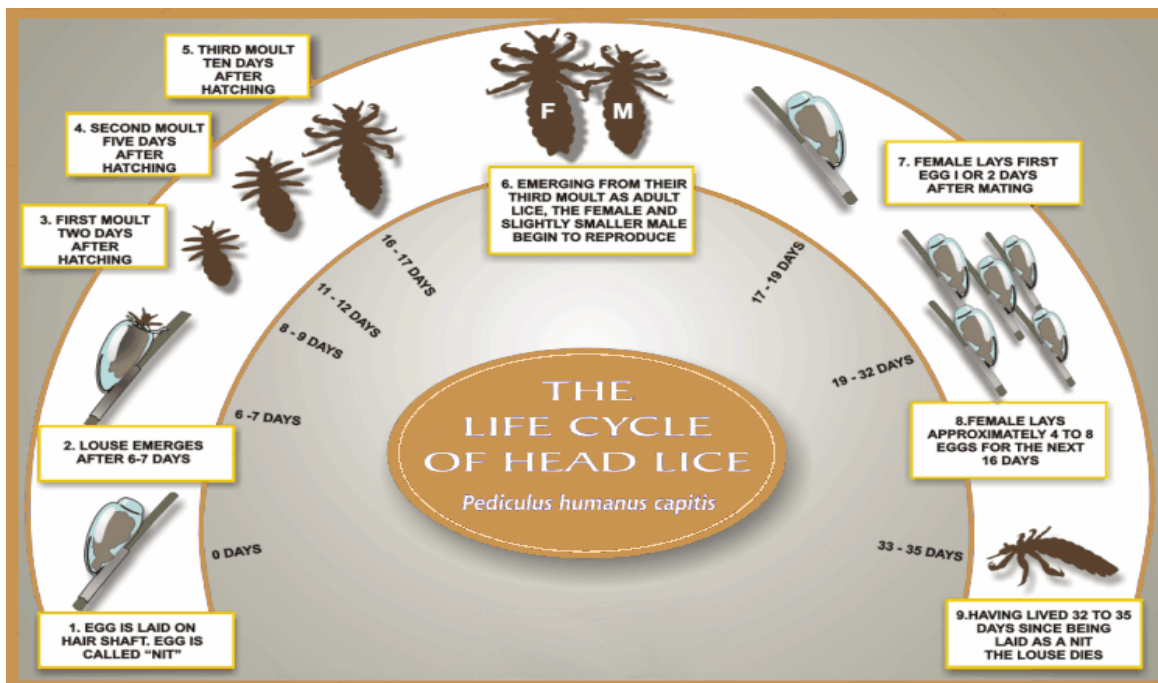 5. THIRD MOULT
TEN DAYS
AFTER
HATCHING
4. SECOND MOULT
FIVE DAYS
AFTER
HATCHING
3. FIRST MOULT
TWO DAYS
AFTER
HATCHING
2. LOUSE EMERGES
AFTER 6-7 DAYS
1. EGG IS LAID ON
HAIR SHAFT. EGG IS
CALLED “NIT”
F
M
6. EMERGING FROM THEIR
THIRD MOULT AS ADULT
LICE, THE FEMALE AND
SLIGHTLY SMALLER MALE
BEGIN TO REPRODUCE
7. FEMALE LAYS FIRST
EGG I OR 2 DAYS
AFTER MATING
8.FEMALE LAYS
APPROXIMATELY 4 TO 8
EGGS FOR THE NEXT
16 DAYS
9.HAVING LIVED 32 TO 35
DAYS SINCE BEING
LAID AS A NIT
THE LOUSE DIES
0 DAYS
6 -7 DAYS
8 - 9 DAYS
11 - 12 DAYS
16 - 17 DAYS
17 - 19 DAYS
19 - 32 DAYS
33 - 35 DAYS
THE
LIFE CYCLE
OF HEAD LICE
Pediculus humanus capitis